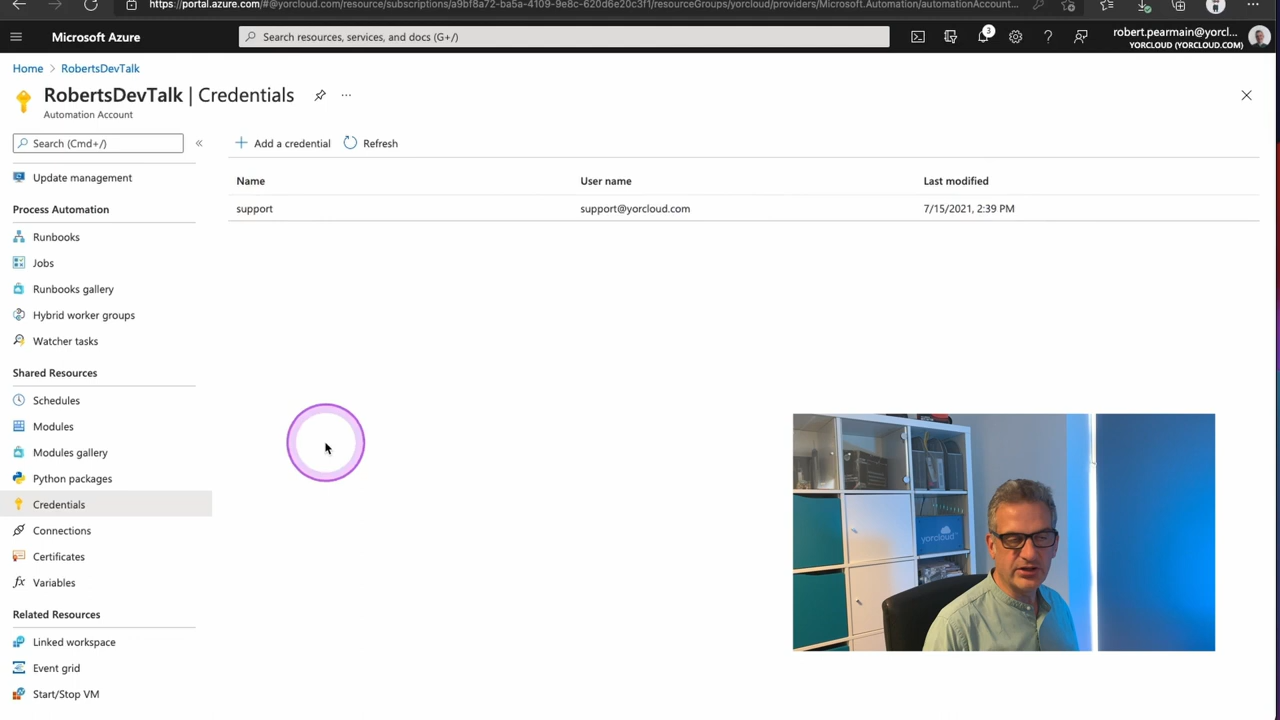 https://portal.azure.com/#@yorcloud.com/resource/subscriptions/a9bf8a72-ba5a-4109-9e8c-620d6e20c3f1/resourceGroups/yorcloud/providers/Microsoft.Automation/automationAccount...
Microsoft Azure
Search resources, services, and docs (G+/)
3
robert.pearmain@yorcl...
YORCLOUD (YORCLOUD.COM)
Home > RobertsDevTalk
RobertsDevTalk | Credentials
Automation Account
Search (Cmd+/)
Add a credential
Refresh
Name User name Last modified
support support@yorcloud.com 7/15/2021, 2:39 PM
Update management
Process Automation
Runbooks
Jobs
Runbooks gallery
Hybrid worker groups
Watcher tasks
Shared Resources
Schedules
Modules
Modules gallery
Python packages
Credentials
Connections
Certificates
fx Variables
Related Resources
Linked workspace
Event grid
Start/Stop VM
yorcloud